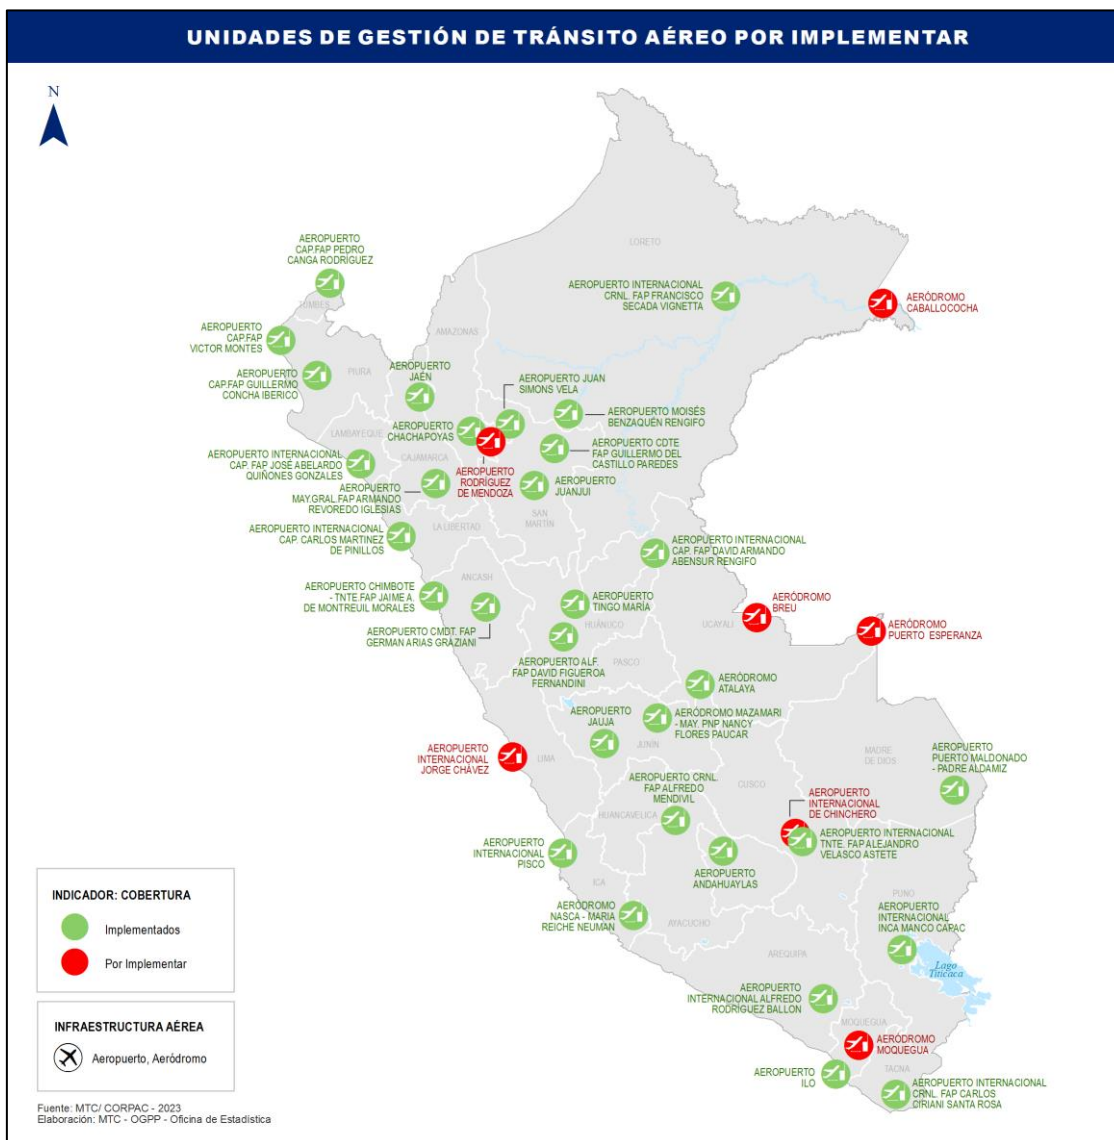 UNIDADES DE GESTIÓN DE TRÁNSITO AÉREO POR IMPLEMENTAR
N
LORETO
AEROPUERTO
CAP.FAP PEDRO
CANGA RODRÍGUEZ
TUMBES
AEROPUERTO INTERNACIONAL
CRNL. FAP FRANCISCO
SECADA VIGNETTA
AERÓDROMO
CABALLOCOCHA
AEROPUERTO
CAP.FAP
VICTOR MONTES
AMAZONAS
AEROPUERTO
CAP.FAP GUILLERMO
CONCHA IBERICO
PIURA
AEROPUERTO
JAÉN
AEROPUERTO JUAN
SIMONS VELA
AEROPUERTO MOISÉS
BENZAQUÉN RENGIFO
AEROPUERTO
CHACHAPOYAS
LAMBAYEQUE
AEROPUERTO CDTE
FAP GUILLERMO DEL
CASTILLO PAREDES
AEROPUERTO INTERNACIONAL
CAP. FAP JOSÉ ABELARDO
QUIÑONES GONZALES
CAJAMARCA
AEROPUERTO
RODRÍGUEZ
DE MENDOZA
AEROPUERTO
JUANJUI
AEROPUERTO
MAY.GRAL.FAP ARMANDO
REVOREDO IGLESIAS
SAN
MARTÍN
LA LIBERTAD
AEROPUERTO INTERNACIONAL
CAP. CARLOS MARTINEZ
DE PINILLOS
AEROPUERTO INTERNACIONAL
CAP. FAP DAVID ARMANDO
ABENSUR RENGIFO
ANCASH
AEROPUERTO CHIMBOTE
- TNTE.FAP JAIME A.
DE MONTREUIL MORALES
AEROPUERTO
TINGO MARÍA
HUÁNUCO
UCAYALI
AERÓDROMO
BREU
AERÓDROMO
PUERTO ESPERANZA
AEROPUERTO CMDT. FAP
GERMAN ARIAS GRAZIANI
AEROPUERTO ALF.
FAP DAVID FIGUEROA
FERNANDINI
PASCO
AERÓDROMO
ATALAYA
AEROPUERTO
JAUJA
AERÓDROMO MAZAMARI
- MAY. PNP NANCY
FLORES PAUCAR
JUNÍN
AEROPUERTO
INTERNACIONAL
JORGE CHÁVEZ
LIMA
MADRE
DE DIOS
AEROPUERTO
PUERTO MALDONADO
- PADRE ALDAMIZ
AEROPUERTO CRNL.
FAP ALFREDO
MENDIVIL
CUSCO
AEROPUERTO
INTERNACIONAL
DE CHINCHERO
HUANCAVELICA
AEROPUERTO INTERNACIONAL
TNTE. FAP ALEJANDRO
VELASCO ASTETE
AEROPUERTO
INTERNACIONAL
PISCO
AEROPUERTO
ANDAHUAYLAS
ICA
PUNO
AERÓDROMO
NASCA - MARIA
REICHE NEUMAN
AYACUCHO
AEROPUERTO
INTERNACIONAL
INCA MANCO CAPAC
AREQUIPA
Lago
Titicaca
AEROPUERTO
INTERNACIONAL ALFREDO
RODRÍGUEZ BALLON
MOQUEGUA
AERÓDROMO
MOQUEGUA
AEROPUERTO
ILO
TACNA
AEROPUERTO INTERNACIONAL
CRNL. FAP CARLOS
CIRIANI SANTA ROSA
INDICADOR: COBERTURA
Implementados
Por Implementar
INFRAESTRUCTURA AÉREA
Aeropuerto, Aeródromo
Fuente: MTC/ CORPAC - 2023
Elaboración: MTC - OGPP - Oficina de Estadística